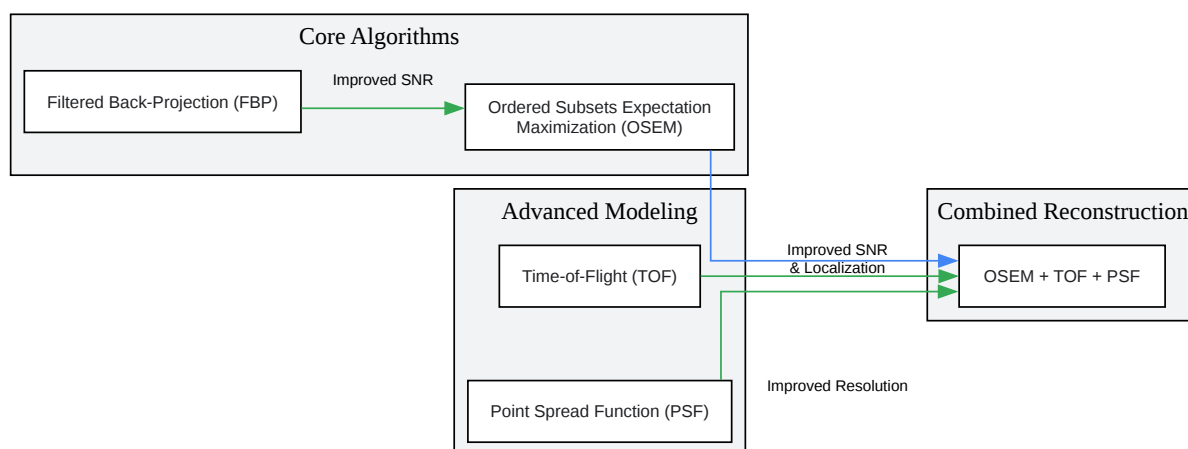 Core Algorithms
Filtered Back-Projection (FBP)
Improved SNR
Ordered Subsets Expectation
Maximization (OSEM)
Advanced Modeling
Time-of-Flight (TOF)
Improved SNR
& Localization
Combined Reconstruction
OSEM + TOF + PSF
Point Spread Function (PSF)
Improved Resolution